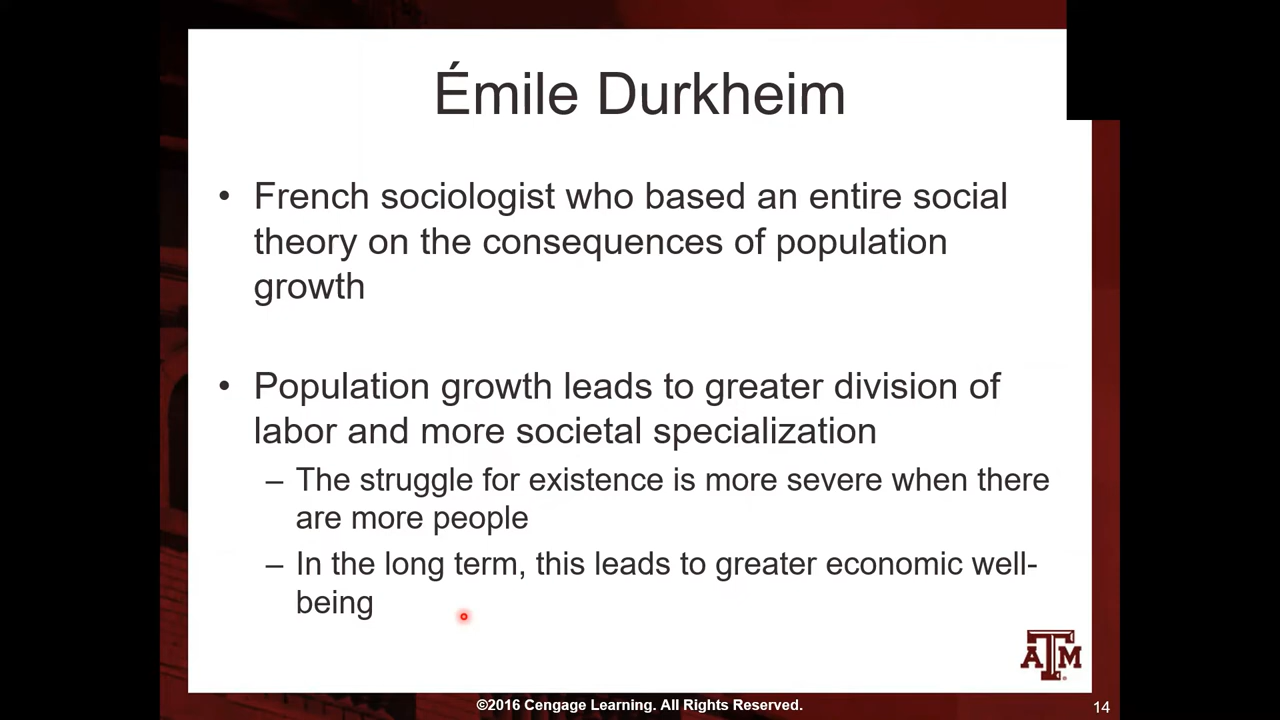 Émile Durkheim
• French sociologist who based an entire social
theory on the consequences of population
growth
• Population growth leads to greater division of
labor and more societal specialization
– The struggle for existence is more severe when there
are more people
– In the long term, this leads to greater economic well-
being
ATM
©2016 Cengage Learning. All Rights Reserved.
14